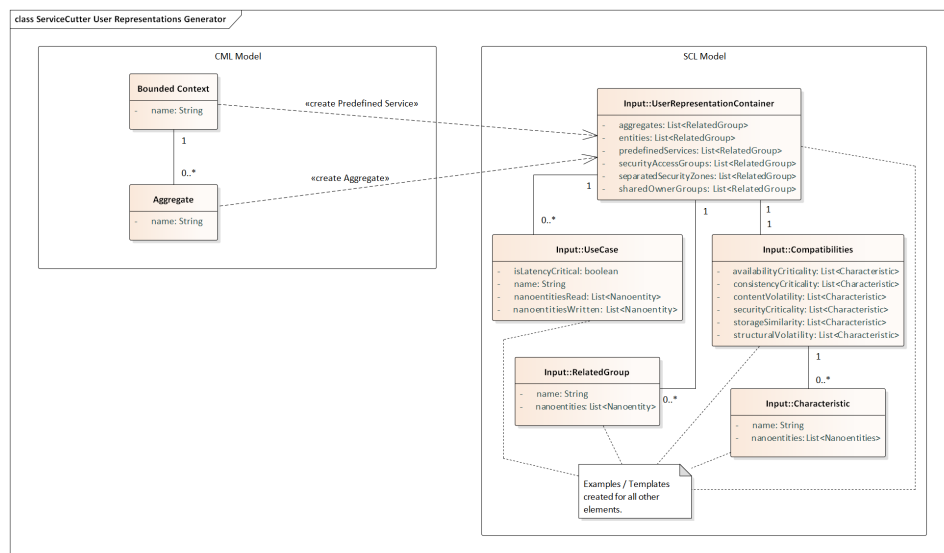 class ServiceCutter User Representations Generator
CML Model
Bounded Context
- name: String
1
0..*
Aggregate
- name: String
«create Predefined Service»
«create Aggregate»
SCL Model
Input::UserRepresentationContainer
- aggregates: List<RelatedGroup>
- entities: List<RelatedGroup>
- predefinedServices: List<RelatedGroup>
- securityAccessGroups: List<RelatedGroup>
- separatedSecurityZones: List<RelatedGroup>
- sharedOwnerGroups: List<RelatedGroup>
1
0..*
1
1
1
Input::UseCase
- isLatencyCritical: boolean
- name: String
- nanoentitiesRead: List<Nanoentity>
- nanoentitiesWritten: List<Nanoentity>
Input::Compatibilities
- availabilityCriticality: List<Characteristic>
- consistencyCriticality: List<Characteristic>
- contentVolatility: List<Characteristic>
- securityCriticality: List<Characteristic>
- storageSimilarity: List<Characteristic>
- structuralVolatility: List<Characteristic>
1
0..*
Input::RelatedGroup
- name: String
- nanoentities: List<Nanoentity>
0..*
Input::Characteristic
- name: String
- nanoentities: List<Nanoentities>
Examples / Templates
created for all other
elements.